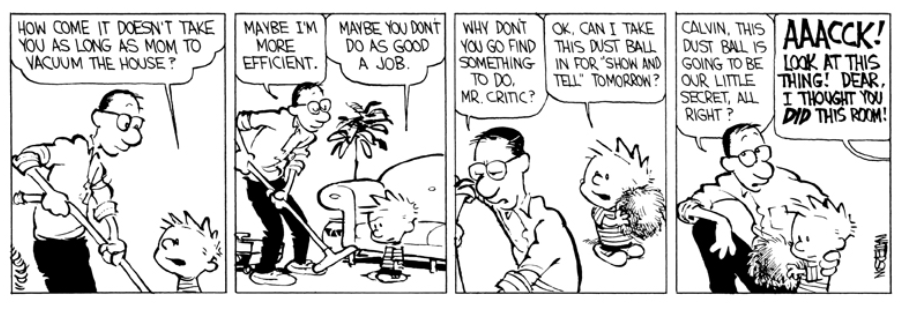 HOW COME IT DOESN'T TAKE
YOU AS LONG AS MOM TO
VACUUM THE HOUSE?
MAYBE I'M
MORE
EFFICIENT.
MAYBE YOU DON'T
DO AS GOOD
A JOB.
WHY DON'T
YOU GO FIND
SOMETHING
TO DO,
MR. CRITIC?
OK, CAN I TAKE
THIS DUST BALL
IN FOR "SHOW AND
TELL" TOMORROW?
CALVIN, THIS
DUST BALL IS
GOING TO BE
OUR LITTLE
SECRET, ALL
RIGHT?
AAACCK!
LOOK AT THIS
THING! DEAR,
I THOUGHT YOU
DID THIS ROOM!
WATTERSON